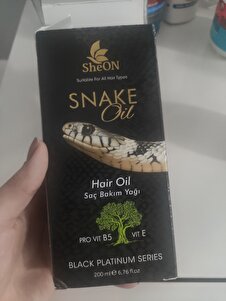 SheON
Suitable For All Hair Types
SNAKE
Oil
Hair Oil
Saç Bakım Yağı
PRO VIT B5 VIT E
BLACK PLATINUM SERIES
200 ml e 6,76 fl.oz